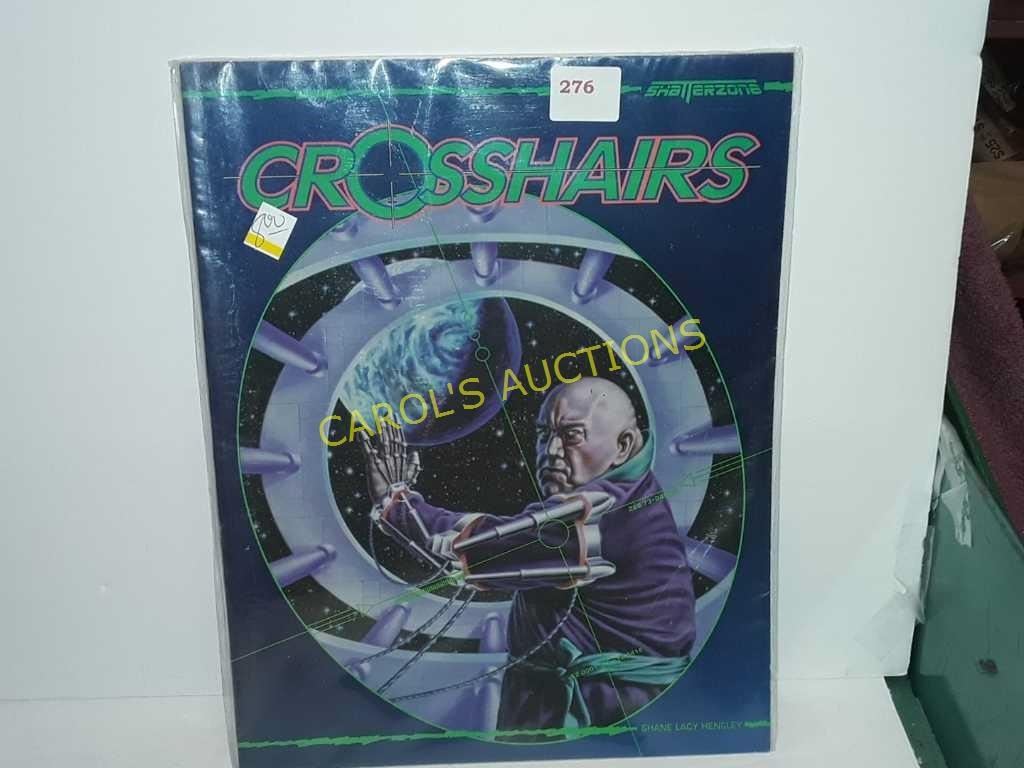 276
SHATTERZONE
CROSSHAIRS
CAROL'S AUCTIONS
SHANE LACY HENSLEY